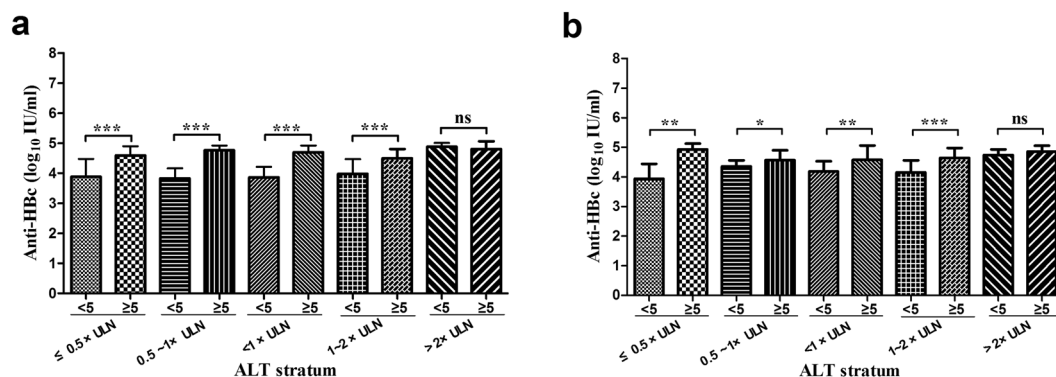 a
Anti-HBc (log10 IU/ml)
8
7
6
5
4
3
2
1
0
*** *** *** *** ns
<5 ≥5 <5 ≥5 <5 ≥5 <5 ≥5 <5 ≥5
≤ 0.5 × ULN 0.5 ~1× ULN <1 × ULN 1~2 × ULN > 2× ULN
ALT stratum
b
Anti-HBc (log10 IU/ml)
8
7
6
5
4
3
2
1
0
** * ** *** ns
<5 ≥5 <5 ≥5 <5 ≥5 <5 ≥5 <5 ≥5
≤ 0.5 × ULN 0.5 ~1× ULN <1 × ULN 1~2 × ULN > 2× ULN
ALT stratum